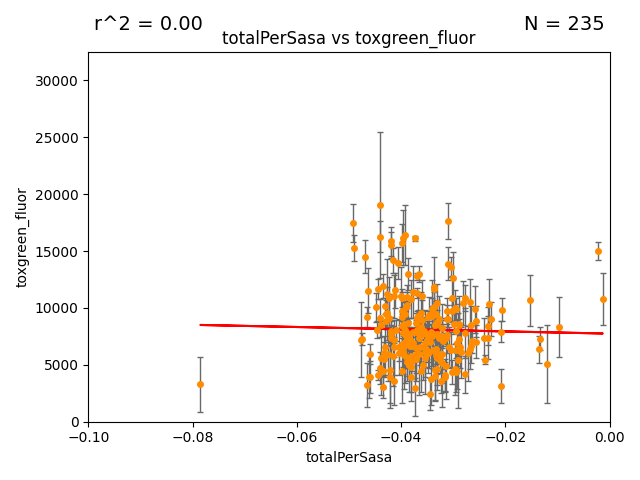 r^2 = 0.00
N = 235
totalPerSasa vs toxgreen_fluor
30000
25000
20000
15000
10000
5000
0
toxgreen_fluor
−0.10
−0.08
−0.06
−0.04
−0.02
0.00
totalPerSasa